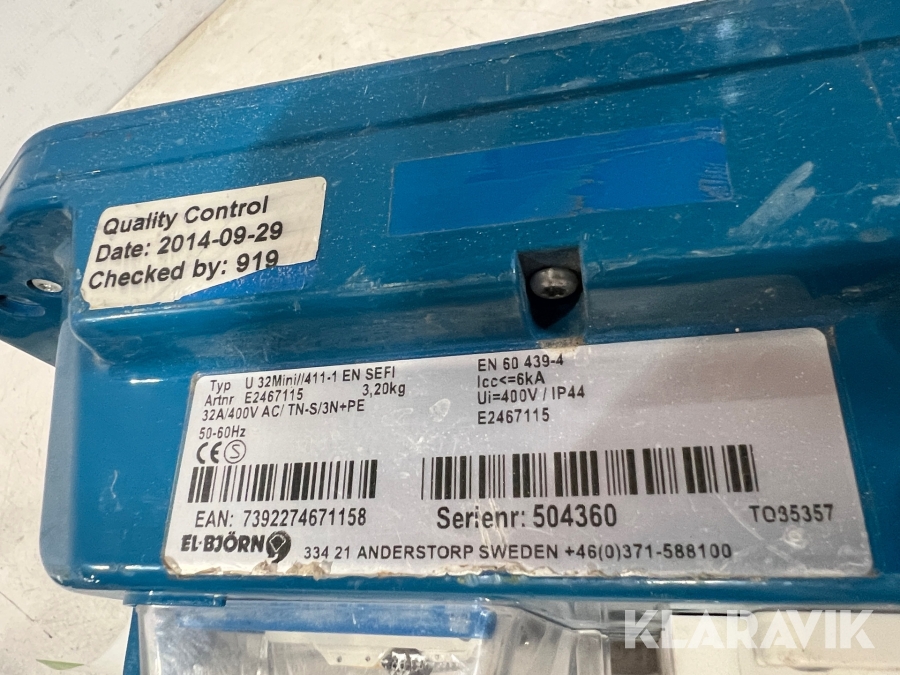 KLARAVIK
Quality Control
Date: 2014-09-29
Checked by: 919
Typ U 32Mini//411-1 EN SEFI
Artnr E2467115 3,20kg
32A/400V AC/ TN-S/3N+PE
50-60Hz
EN 60 439-4
Icc<=6kA
Ui=400V / IP44
E2467115
CE S
EAN: 7392274671158
Serienr: 504360
TO35357
EL·BJÖRN
334 21 ANDERSTORP SWEDEN +46(0)371-588100
KLARAVIK